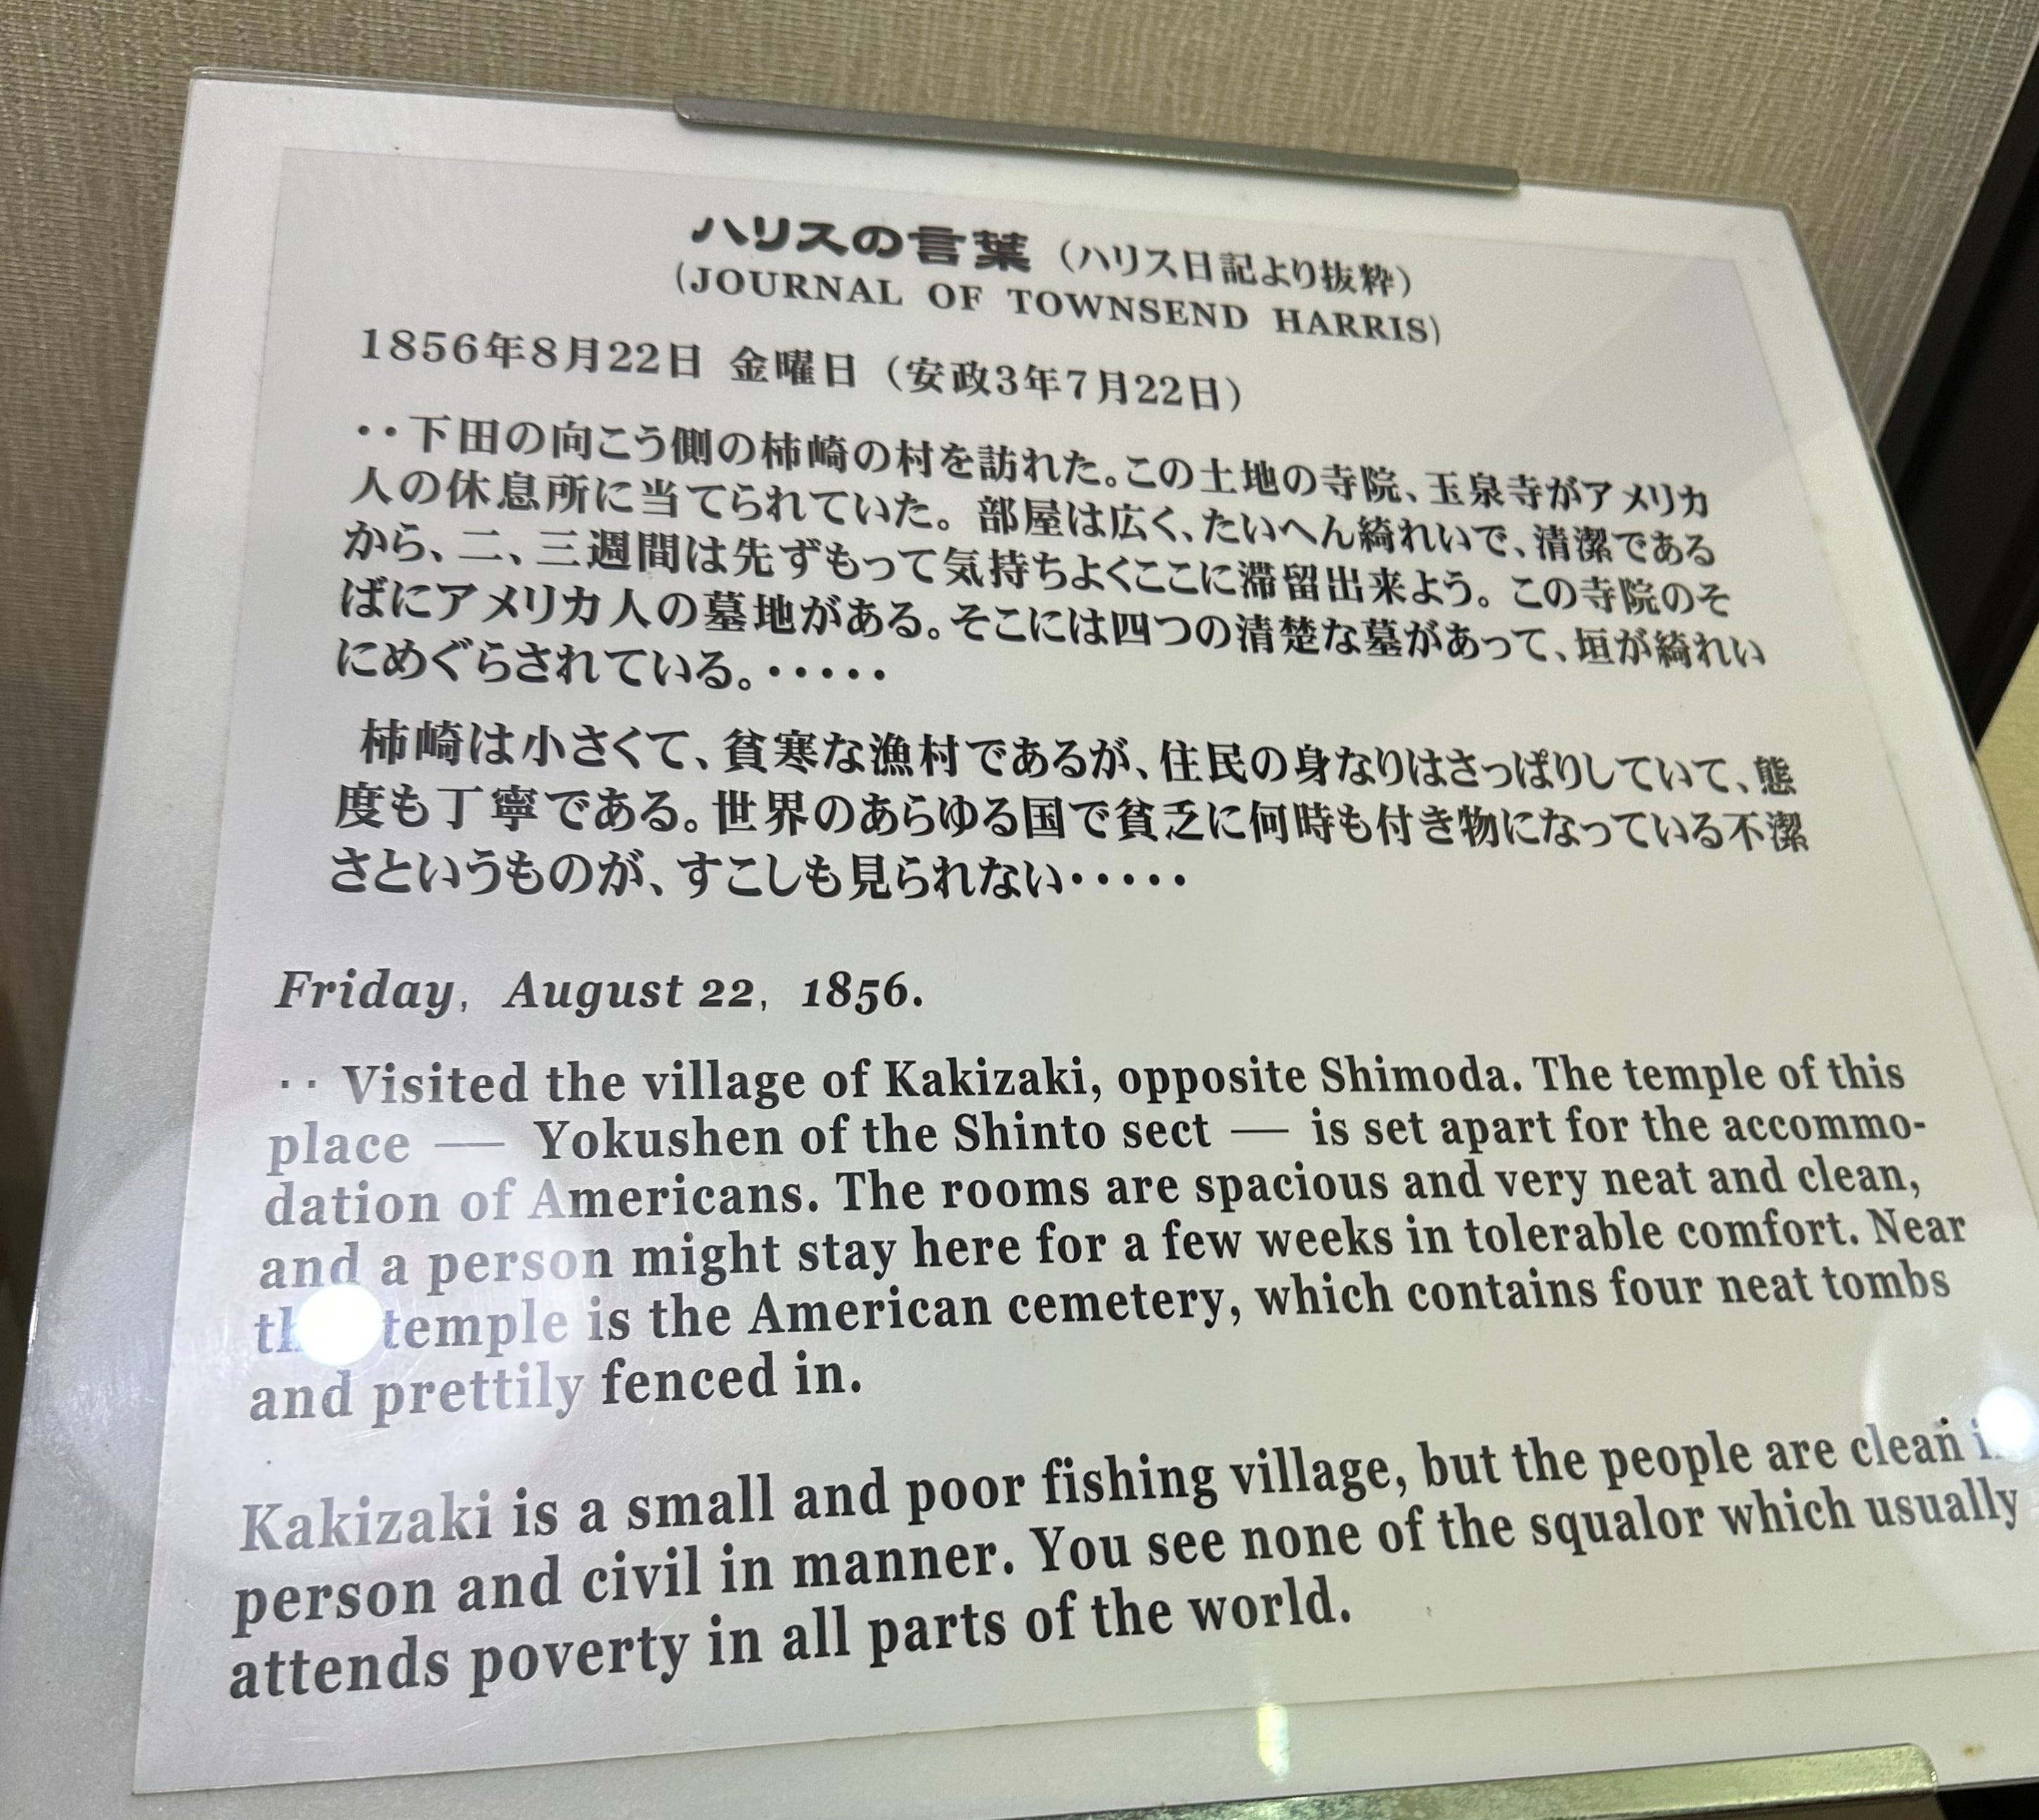 ハリスの言葉（ハリス日記より抜粋）
(JOURNAL OF TOWNSEND HARRIS)
1856年8月22日 金曜日（安政3年7月22日）
‥下田の向こう側の柿崎の村を訪れた。この土地の寺院、玉泉寺がアメリカ
人の休息所に当てられていた。部屋は広く、たいへん綺れいで、清潔である
から、二、三週間は先ずもって気持ちよくここに滞留出来よう。この寺院のそ
ばにアメリカ人の墓地がある。そこには四つの清楚な墓があって、垣が綺れい
にめぐらされている。・・・・・
柿崎は小さくて、貧寒な漁村であるが、住民の身なりはさっぱりしていて、態
度も丁寧である。世界のあらゆる国で貧乏に何時も付き物になっている不潔
さというものが、すこしも見られない・・・・・
Friday, August 22, 1856.
‥ Visited the village of Kakizaki, opposite Shimoda. The temple of this
place — Yokushen of the Shinto sect — is set apart for the accommo-
dation of Americans. The rooms are spacious and very neat and clean,
and a person might stay here for a few weeks in tolerable comfort. Near
temple is the American cemetery, which contains four neat tombs
and prettily fenced in.
Kakizaki is a small and poor fishing village, but the people are clean
person and civil in manner. You see none of the squalor which usually
attends poverty in all parts of the world.